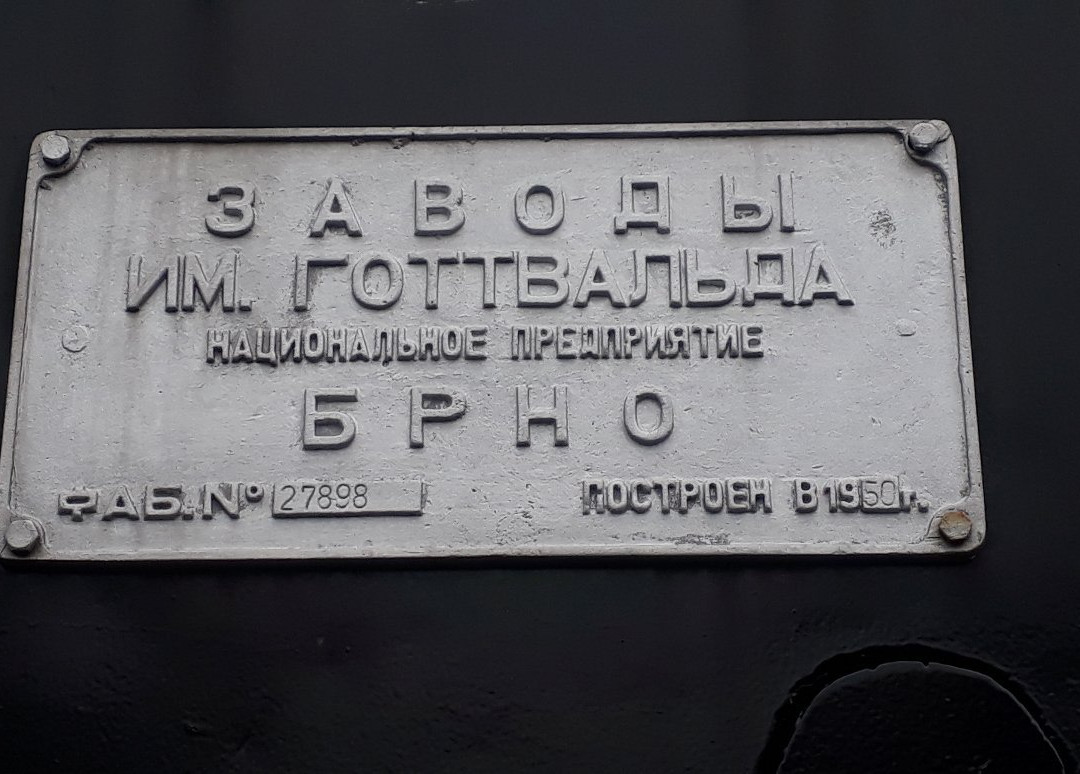 ЗАВОДЫ
ИМ. ГОТТВАЛЬДА
НАЦИОНАЛЬНОЕ ПРЕДПРИЯТИЕ
БРНО
ФАБ. № 27898 ПОСТРОЕН В 1950 г.